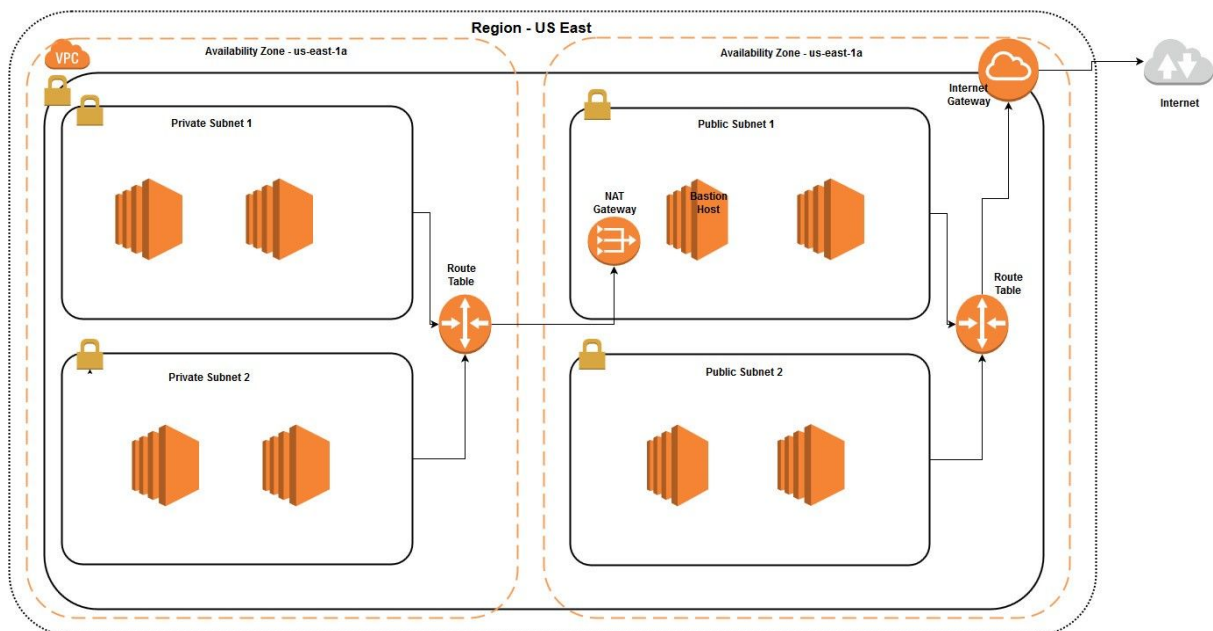 Region - US East
Availability Zone - us-east-1a
Availability Zone - us-east-1a
VPC
Internet
Gateway
Internet
Private Subnet 1
Public Subnet 1
NAT
Gateway
Bastion
Host
Route
Table
Route
Table
Private Subnet 2
Public Subnet 2